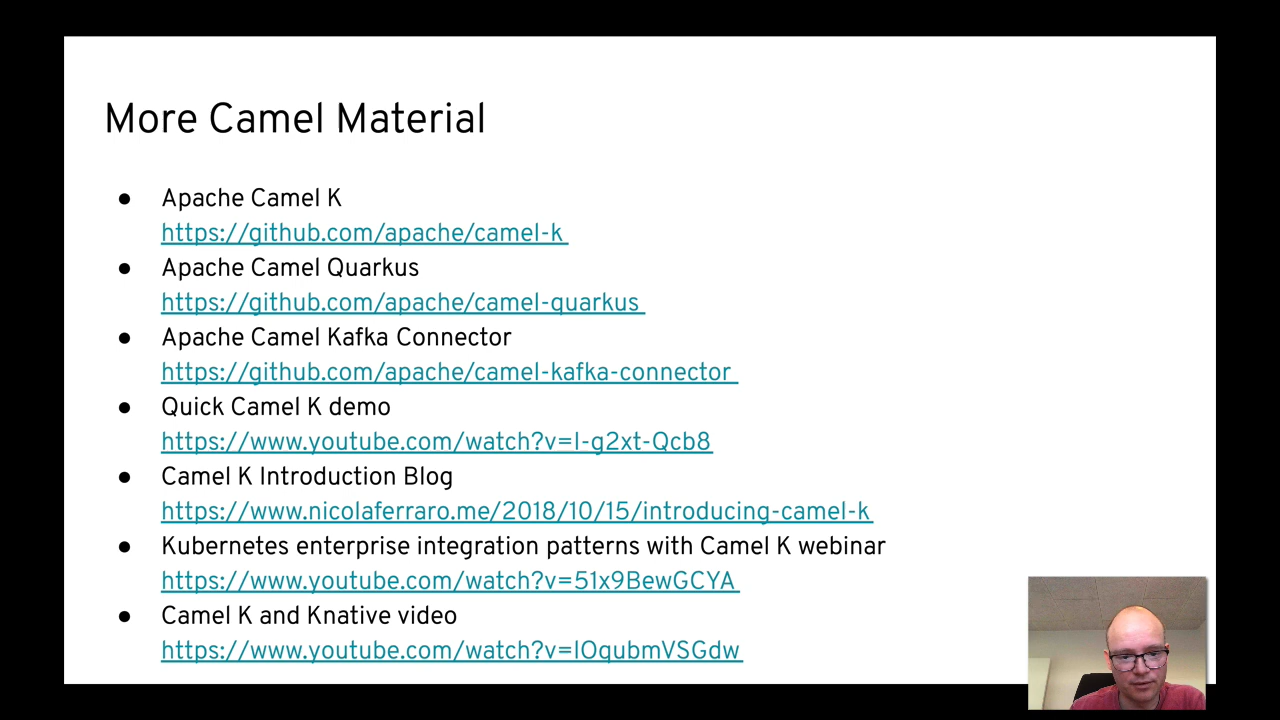 More Camel Material
● Apache Camel K
https://github.com/apache/camel-k
● Apache Camel Quarkus
https://github.com/apache/camel-quarkus
● Apache Camel Kafka Connector
https://github.com/apache/camel-kafka-connector
● Quick Camel K demo
https://www.youtube.com/watch?v=I-g2xt-Qcb8
● Camel K Introduction Blog
https://www.nicolaferraro.me/2018/10/15/introducing-camel-k
● Kubernetes enterprise integration patterns with Camel K webinar
https://www.youtube.com/watch?v=51x9BewGCYA
● Camel K and Knative video
https://www.youtube.com/watch?v=lOqubmVSGdw